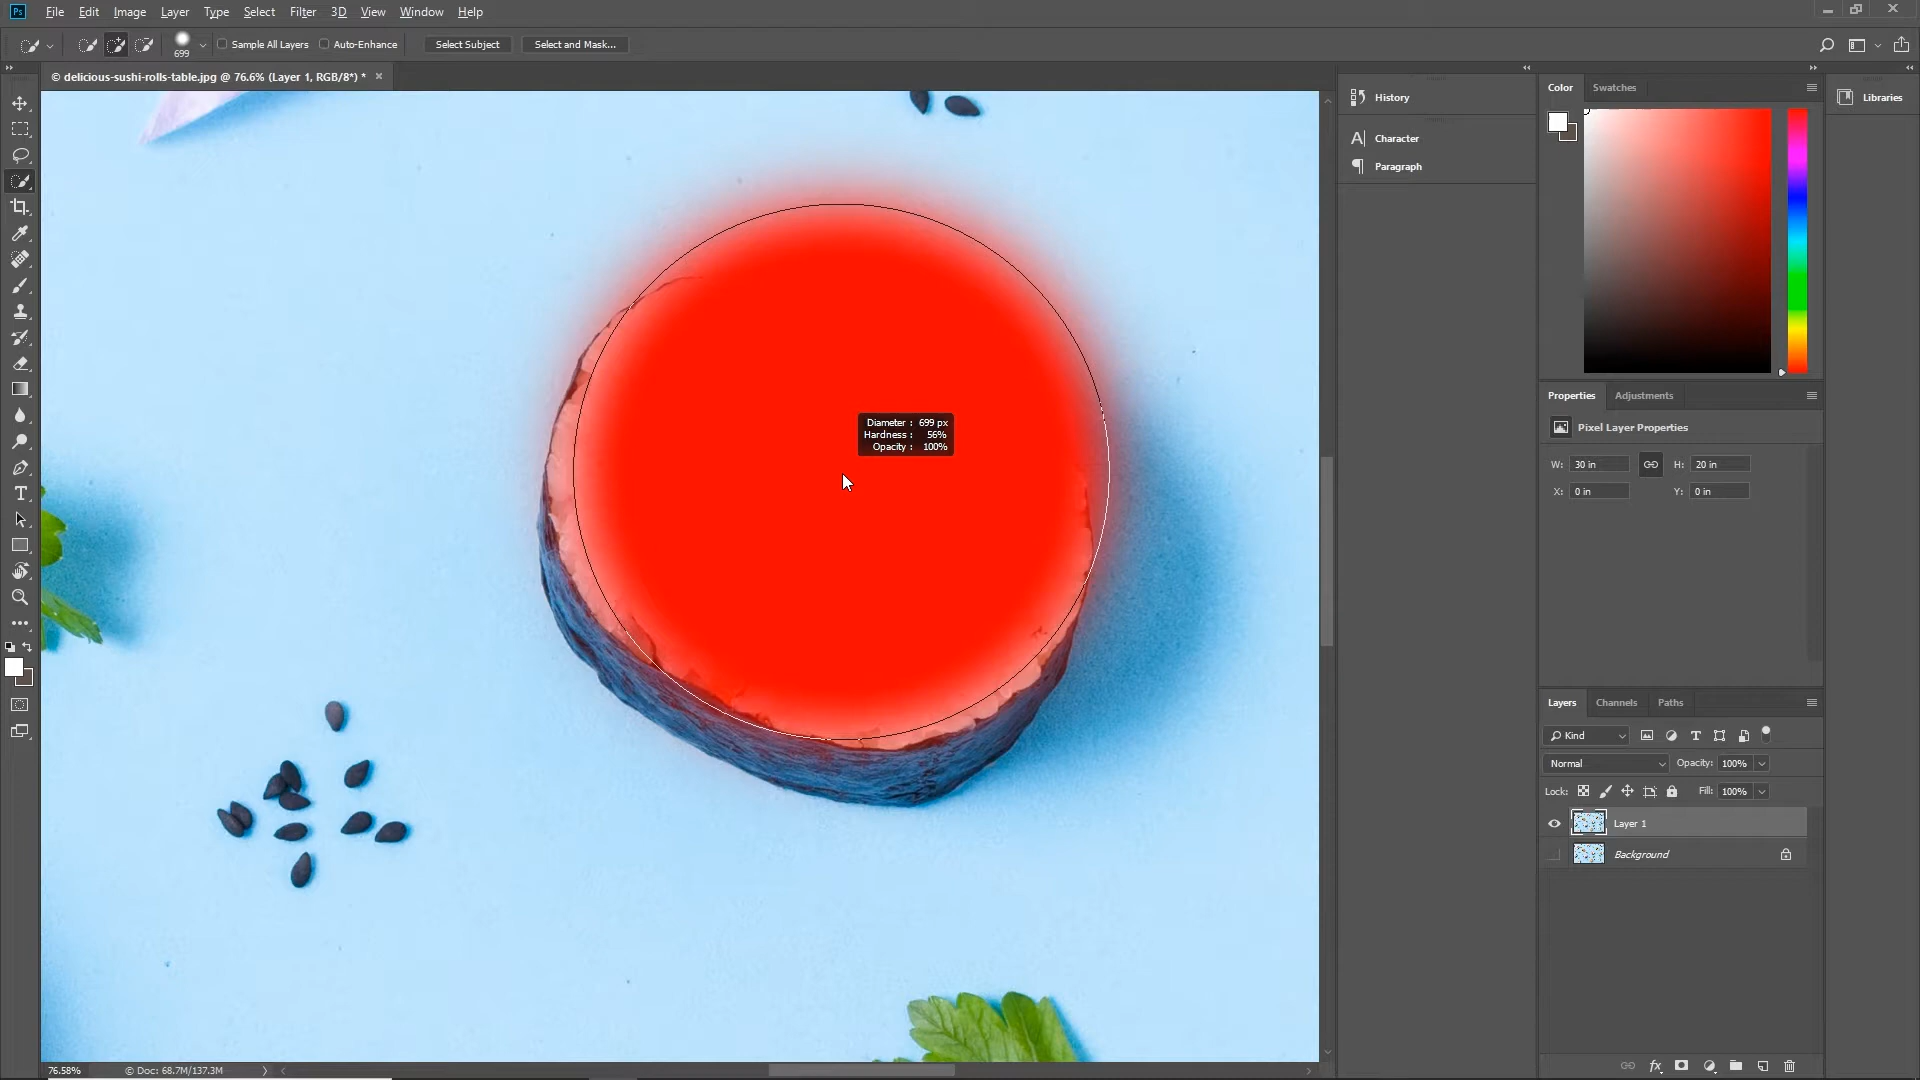 Ps File Edit Image Layer Type Select Filter 3D View Window Help
699 Sample All Layers Auto-Enhance Select Subject Select and Mask...
© delicious-sushi-rolls-table.jpg @ 76.6% (Layer 1, RGB/8*) * ×
History
Character
Paragraph
Color Swatches
Libraries
Diameter : 699 px
Hardness : 56%
Opacity : 100%
Properties Adjustments
Pixel Layer Properties
W: 30 in H: 20 in
X: 0 in Y: 0 in
Layers Channels Paths
Kind
Normal Opacity: 100%
Lock: Fill: 100%
Layer 1
Background
76.58% © Doc: 68.7M/137.3M